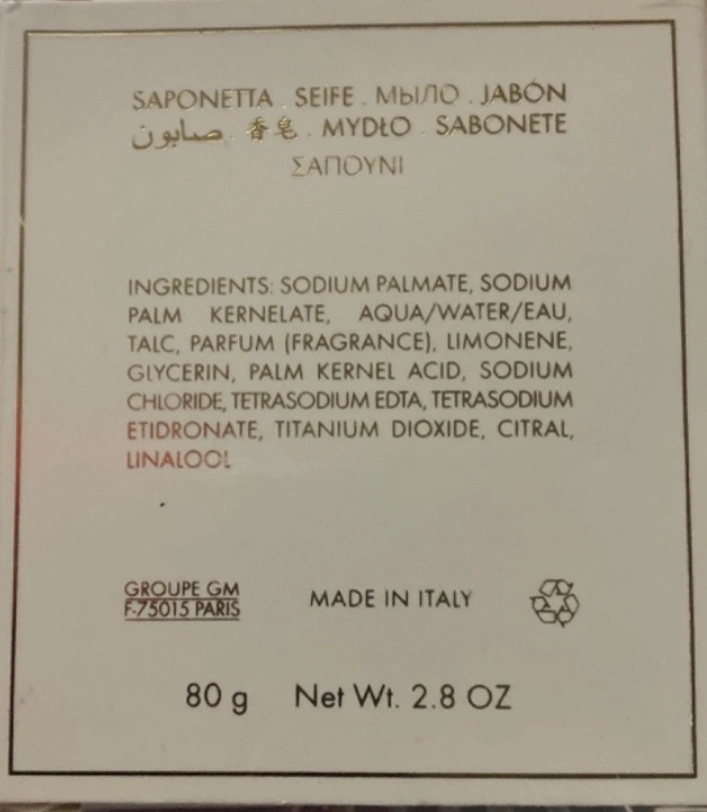 SAPONETTA . SEIFE . МЫЛО . JABÓN
صابون . 香皂 . MYDŁO . SABONETE
ΣΑΠΟΥΝΙ
INGREDIENTS: SODIUM PALMATE, SODIUM
PALM KERNELATE, AQUA/WATER/EAU,
TALC, PARFUM (FRAGRANCE), LIMONENE,
GLYCERIN, PALM KERNEL ACID, SODIUM
CHLORIDE, TETRASODIUM EDTA, TETRASODIUM
ETIDRONATE, TITANIUM DIOXIDE, CITRAL,
LINALOOL
GROUPE GM
F-75015 PARIS
MADE IN ITALY
80 g Net Wt. 2.8 OZ